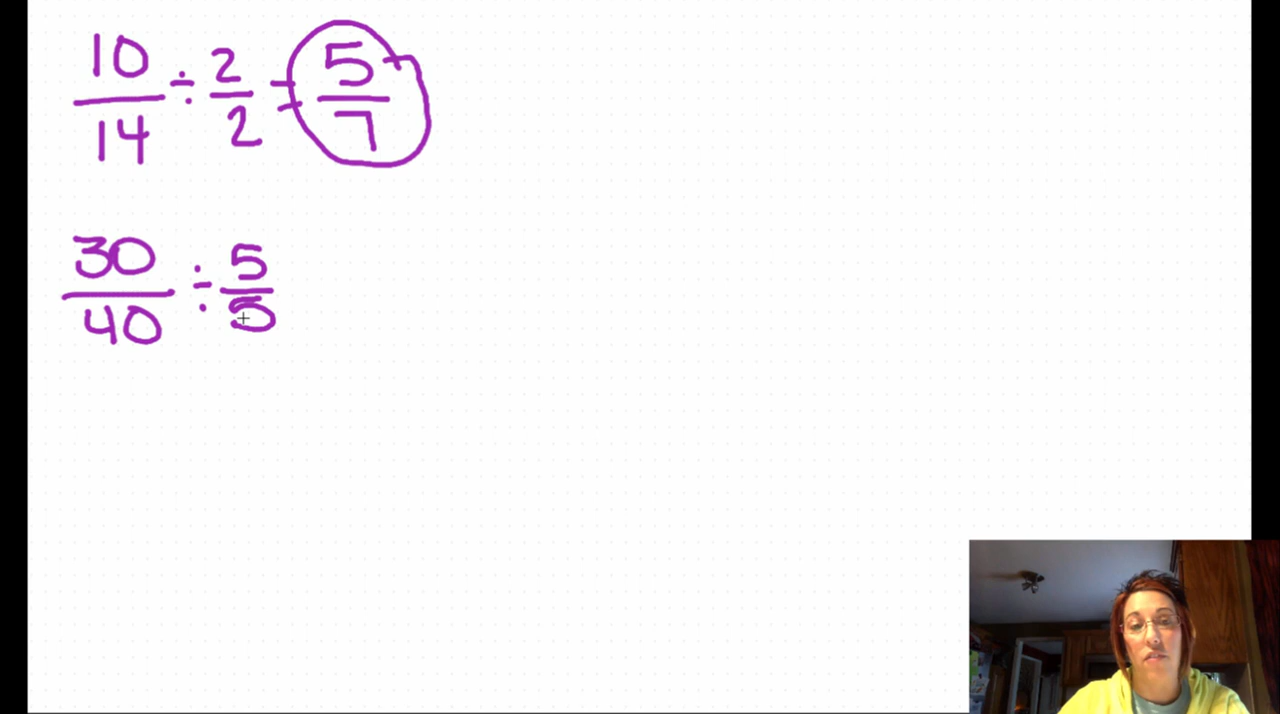 10/14 ÷ 2/2 = 5/7
30/40 ÷ 5/5